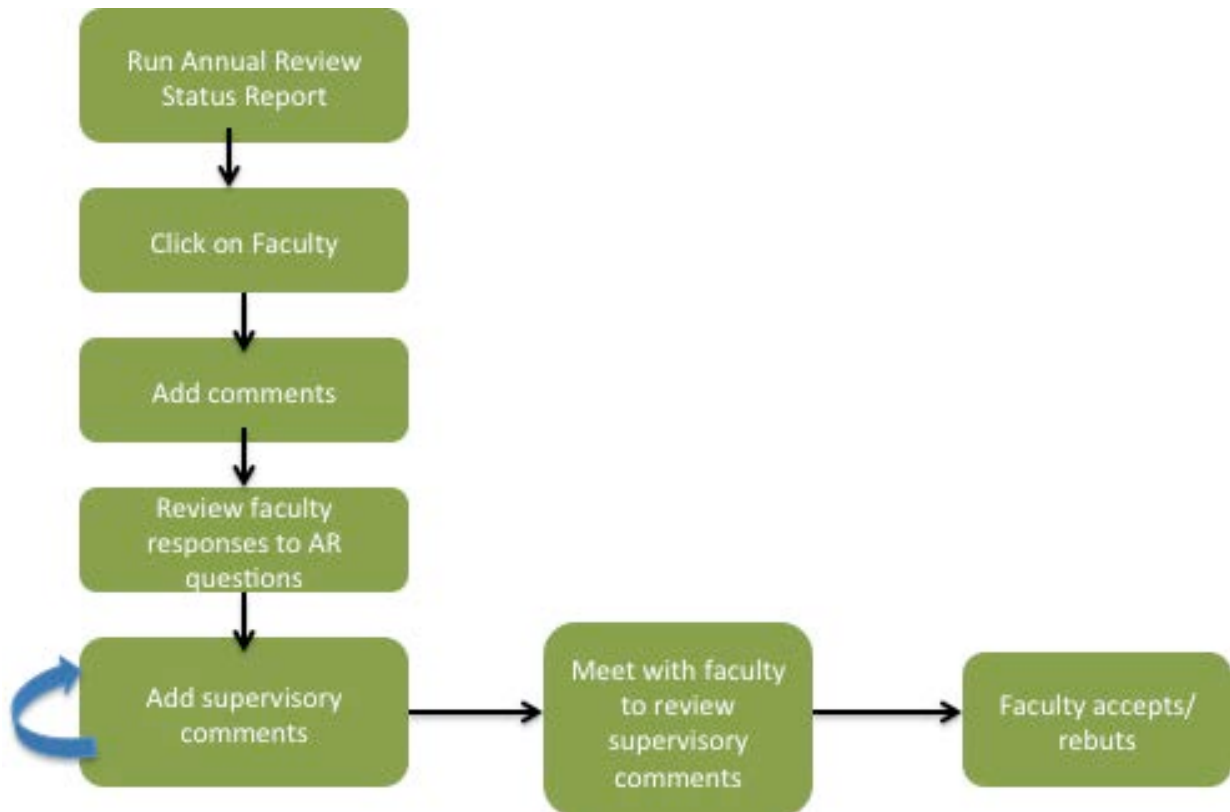 Run Annual Review
Status Report
Click on Faculty
Add comments
Review faculty
responses to AR
questions
Add supervisory
comments
Meet with faculty
to review
supervisory
comments
Faculty accepts/
rebuts